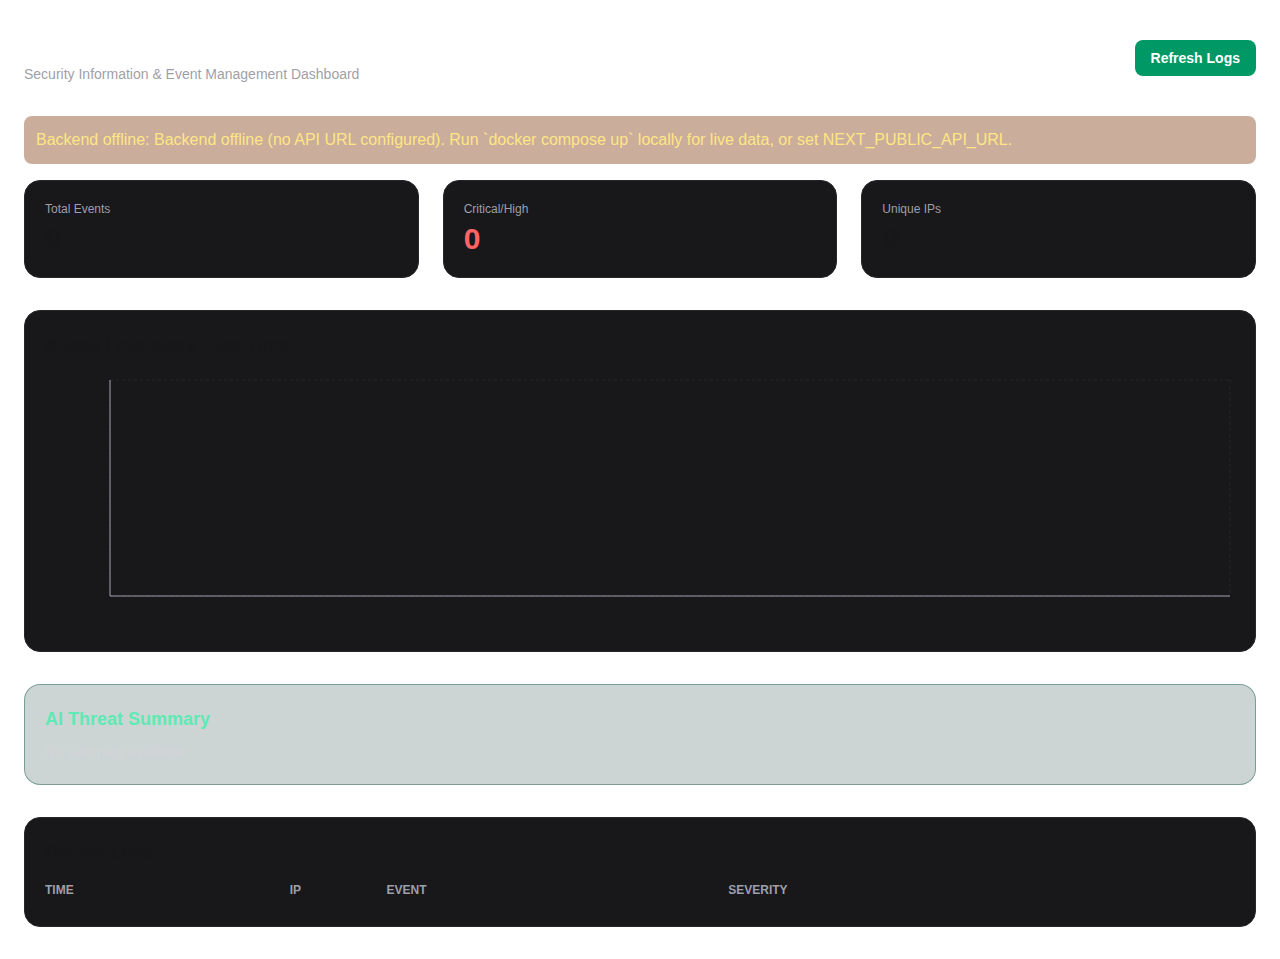 Security Information & Event Management Dashboard
Refresh Logs
Backend offline: Backend offline (no API URL configured). Run `docker compose up` locally for live data, or set NEXT_PUBLIC_API_URL.
Total Events
Critical/High
0
Unique IPs
AI Threat Summary
TIME IP EVENT SEVERITY